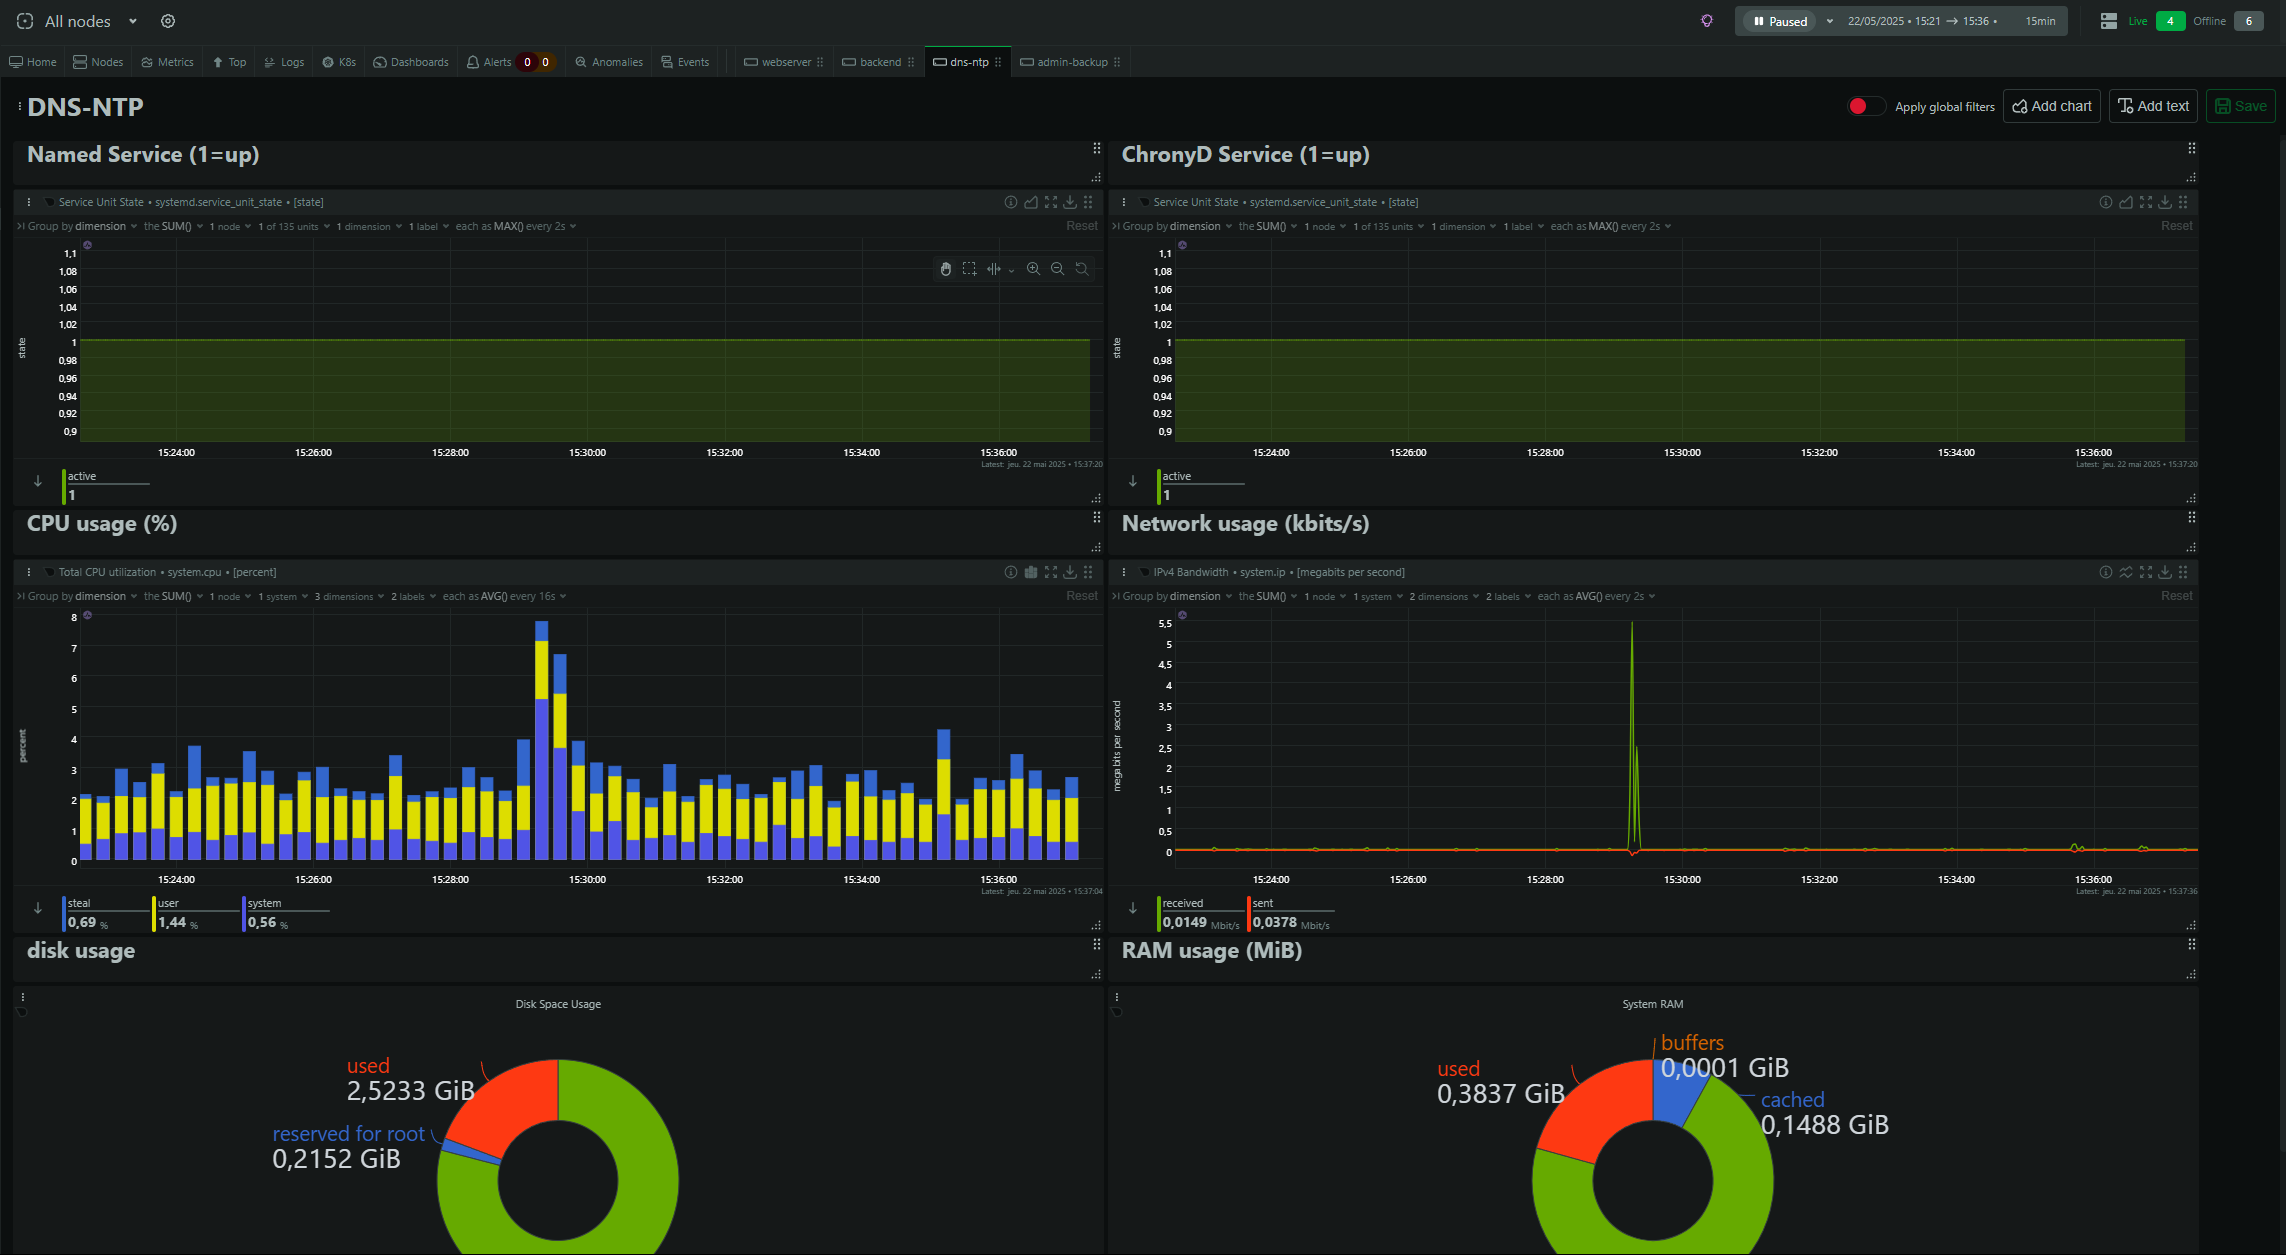 All nodes
Paused 22/05/2025 • 15:21 → 15:36 • 15min Live 4 Offline 6
Home Nodes Metrics Top Logs K8s Dashboards Alerts 0 0 Anomalies Events webserver backend dns-ntp admin-backup
DNS-NTP
Apply global filters Add chart Add text Save
Named Service (1=up)
Service Unit State • systemd.service_unit_state • [state]
Group by dimension the SUM() 1 node 1 of 135 units 1 dimension 1 label each as MAX() every 2s Reset
1,1
1,08
1,06
1,04
1,02
1
0,98
0,96
0,94
0,92
0,9
state
15:24:00 15:26:00 15:28:00 15:30:00 15:32:00 15:34:00 15:36:00
Latest: jeu. 22 mai 2025 • 15:37:20
active
1
ChronyD Service (1=up)
Service Unit State • systemd.service_unit_state • [state]
Group by dimension the SUM() 1 node 1 of 135 units 1 dimension 1 label each as MAX() every 2s Reset
1,1
1,08
1,06
1,04
1,02
1
0,98
0,96
0,94
0,92
0,9
state
15:24:00 15:26:00 15:28:00 15:30:00 15:32:00 15:34:00 15:36:00
Latest: jeu. 22 mai 2025 • 15:37:20
active
1
CPU usage (%)
Total CPU utilization • system.cpu • [percent]
Group by dimension the SUM() 1 node 1 system 3 dimensions 2 labels each as AVG() every 16s Reset
8
7
6
5
4
3
2
1
0
percent
15:24:00 15:26:00 15:28:00 15:30:00 15:32:00 15:34:00 15:36:00
Latest: jeu. 22 mai 2025 • 15:37:04
steal user system
0,69 % 1,44 % 0,56 %
Network usage (kbits/s)
IPv4 Bandwidth • system.ip • [megabits per second]
Group by dimension the SUM() 1 node 1 system 2 dimensions 2 labels each as AVG() every 2s Reset
5,5
5
4,5
4
3,5
3
2,5
2
1,5
1
0,5
0
megabits per second
15:24:00 15:26:00 15:28:00 15:30:00 15:32:00 15:34:00 15:36:00
Latest: jeu. 22 mai 2025 • 15:37:36
received sent
0,0149 Mbit/s 0,0378 Mbit/s
disk usage
Disk Space Usage
used
2,5233 GiB
reserved for root
0,2152 GiB
RAM usage (MiB)
System RAM
buffers
0,0001 GiB
used
0,3837 GiB
cached
0,1488 GiB